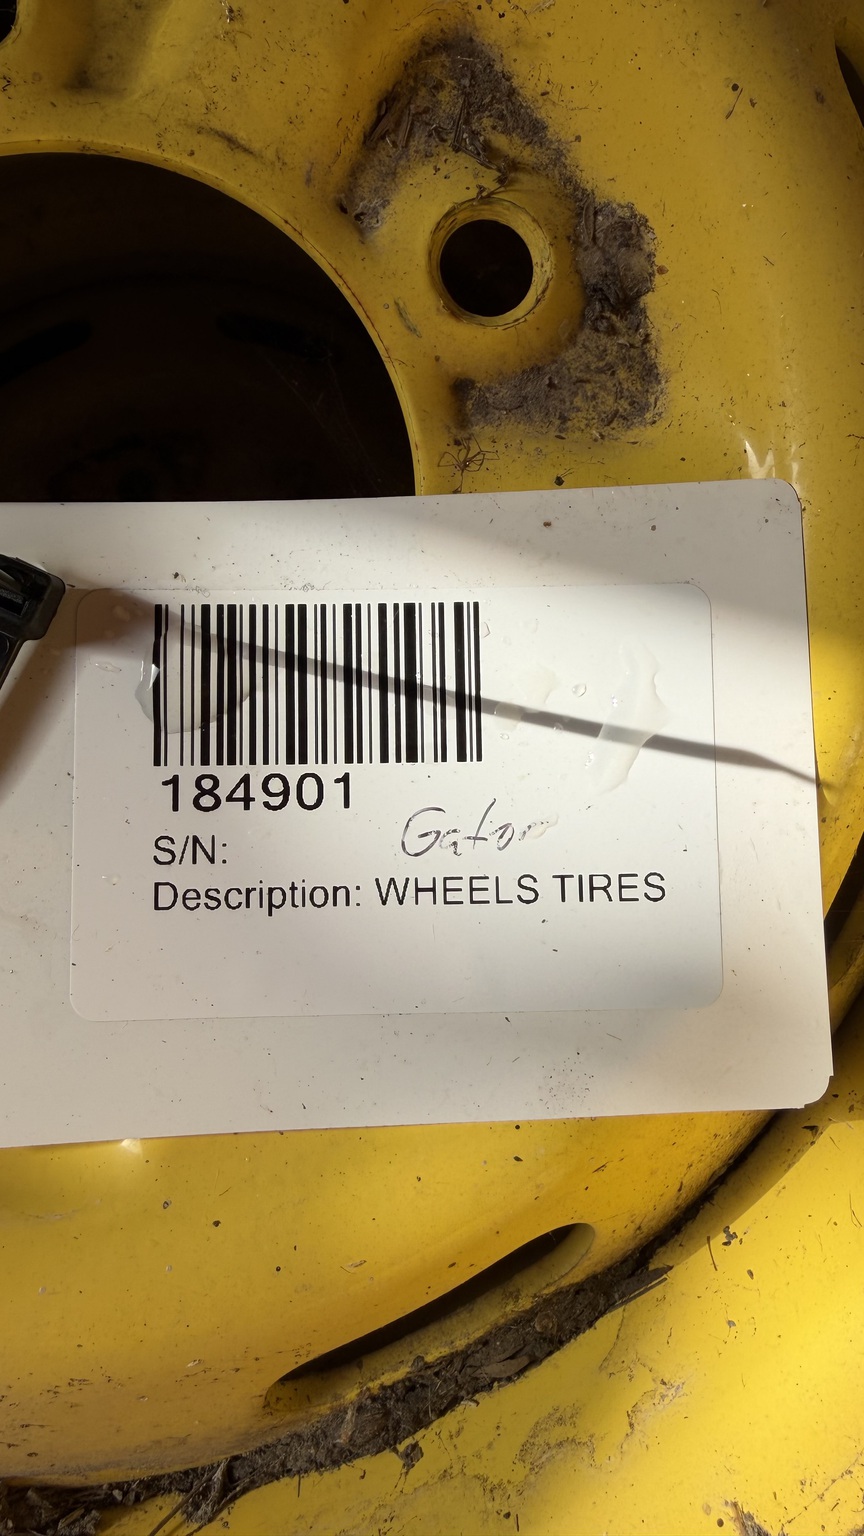 184901
S/N:
Gator
Description: WHEELS TIRES